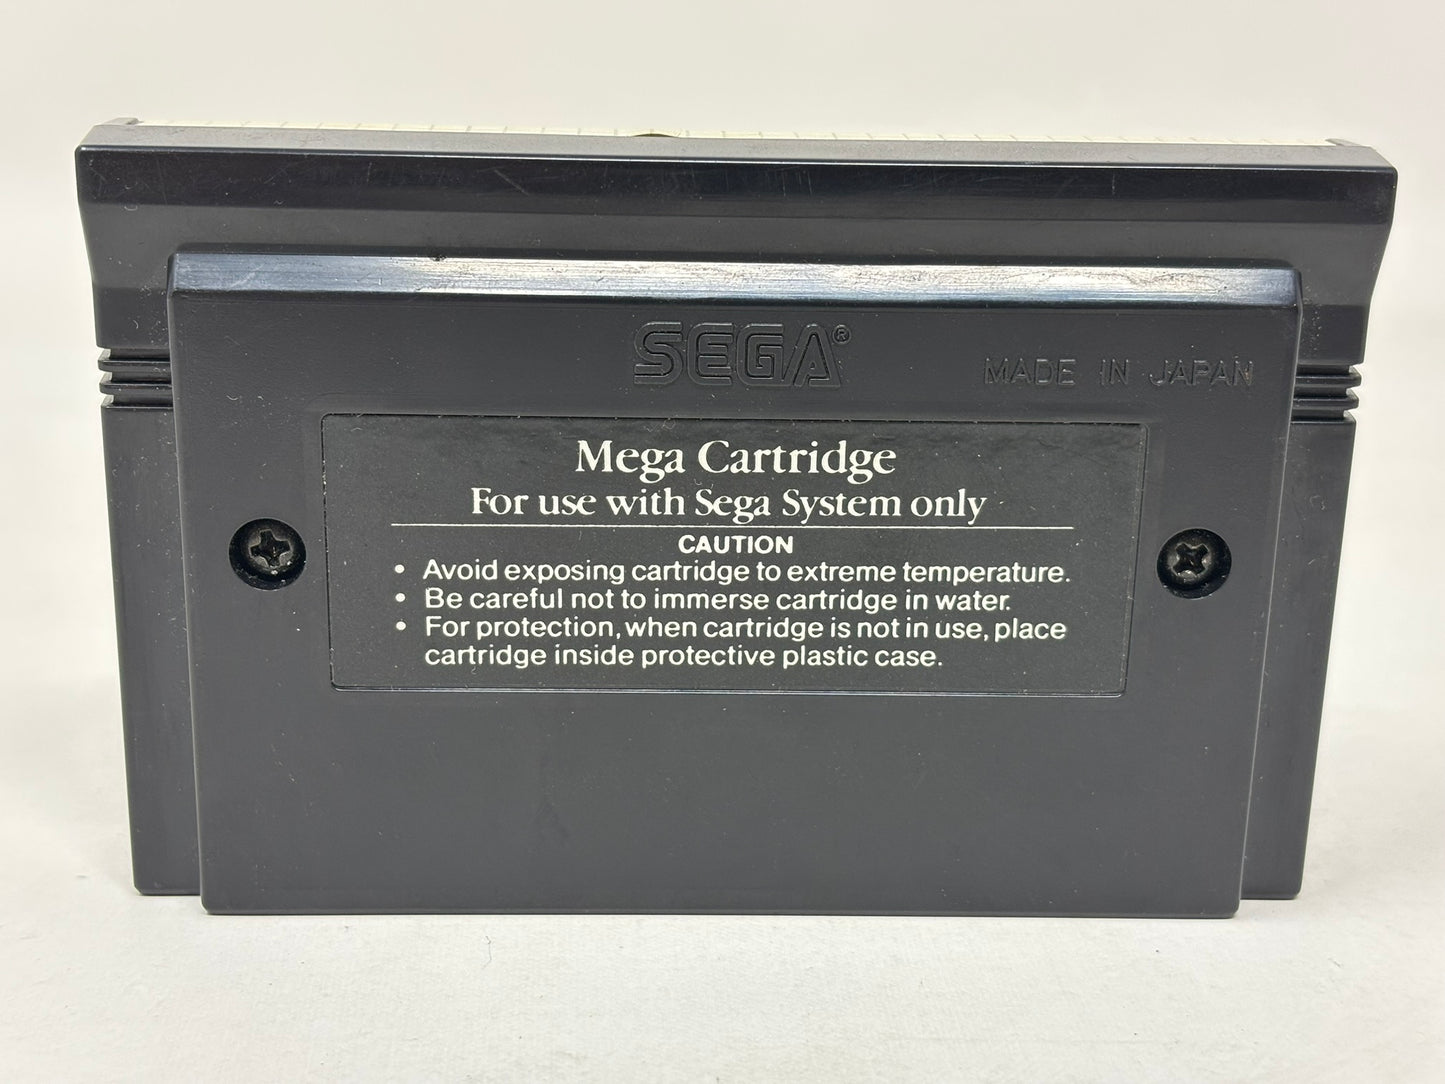 SEGA®
MADE IN JAPAN
Mega Cartridge
For use with Sega System only
CAUTION
• Avoid exposing cartridge to extreme temperature.
• Be careful not to immerse cartridge in water.
• For protection, when cartridge is not in use, place
cartridge inside protective plastic case.